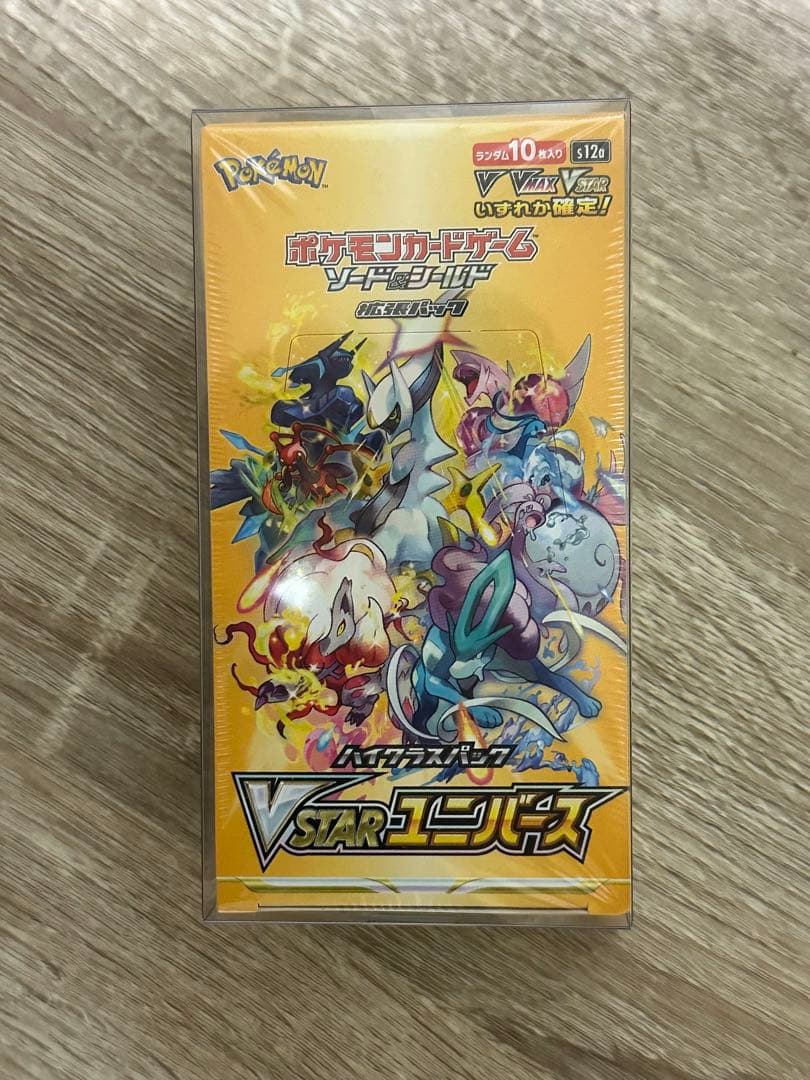 POKÉMON™
ランダム10枚入り s12a
V VMAX VSTAR
いずれか確定!
ポケモンカードゲーム™
ソード&シールド
拡張パック
ハイクラスパック
VSTARユニバース